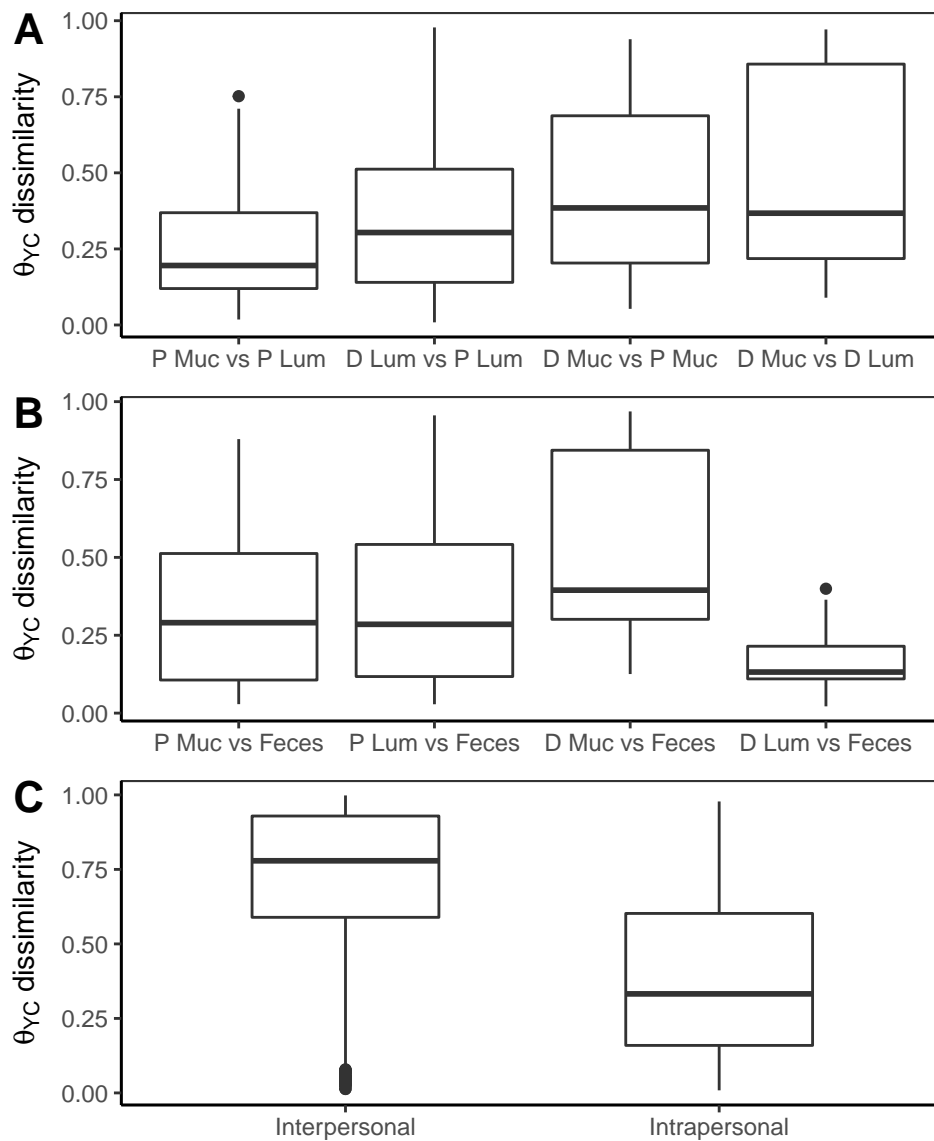 A
θYC dissimilarity
1.00
0.75
0.50
0.25
0.00
P Muc vs P Lum D Lum vs P Lum D Muc vs P Muc D Muc vs D Lum
B
θYC dissimilarity
1.00
0.75
0.50
0.25
0.00
P Muc vs Feces P Lum vs Feces D Muc vs Feces D Lum vs Feces
C
θYC dissimilarity
1.00
0.75
0.50
0.25
0.00
Interpersonal Intrapersonal